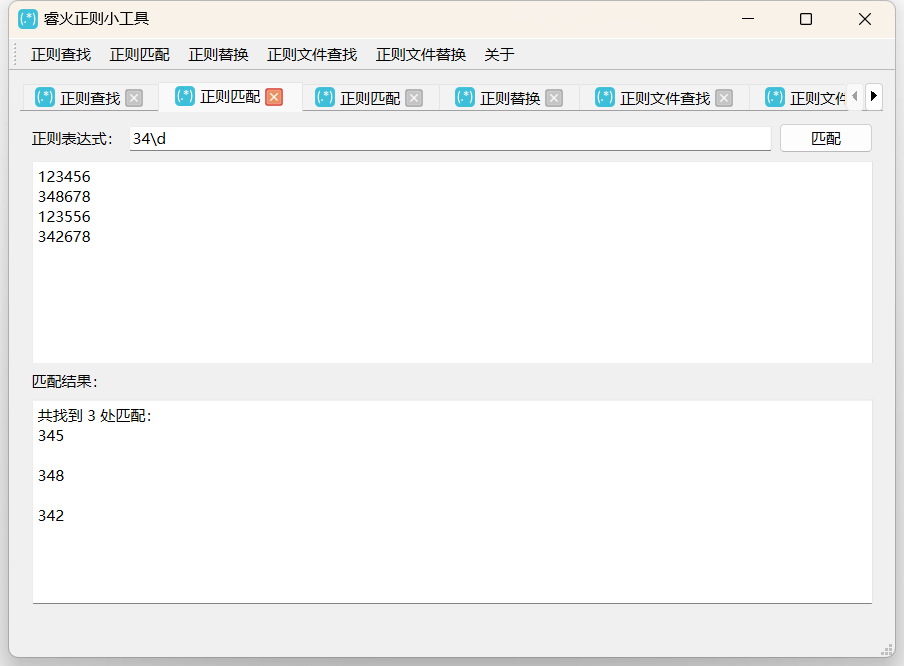 (.*) 睿火正则小工具
正则查找 正则匹配 正则替换 正则文件查找 正则文件替换 关于
(.*) 正则查找 (.*) 正则匹配 (.*) 正则匹配 (.*) 正则替换 (.*) 正则文件查找 (.*) 正则文件
正则表达式： 34\d 匹配
123456
348678
123556
342678
匹配结果：
共找到 3 处匹配：
345
348
342